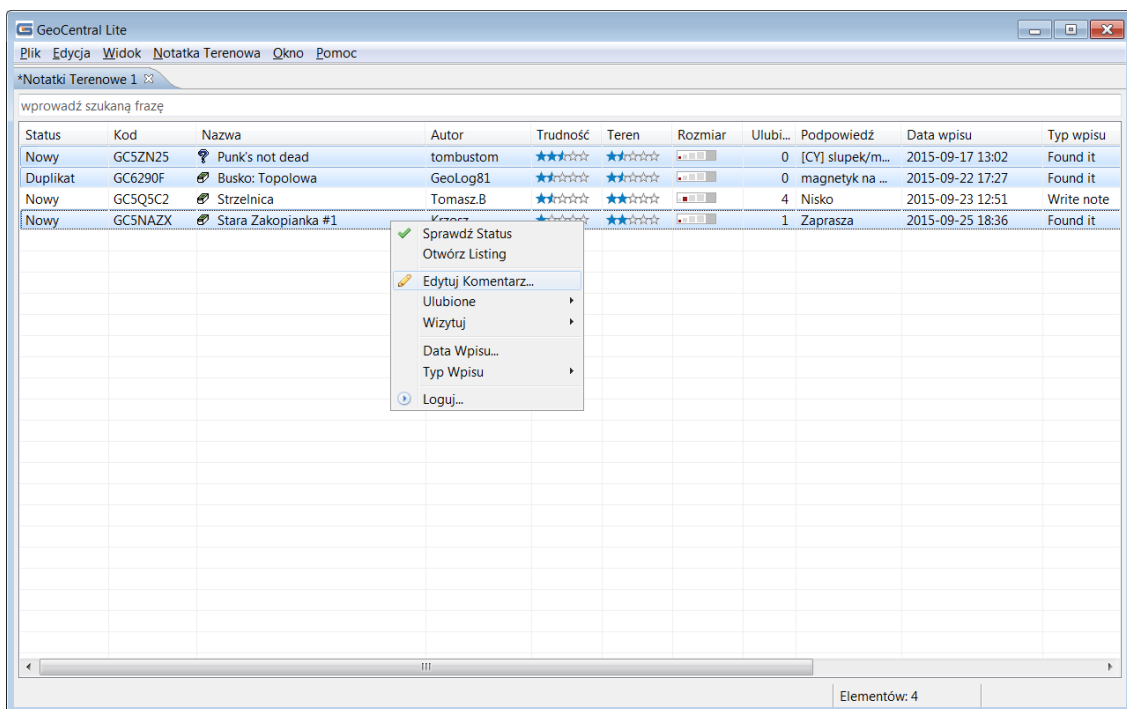 GeoCentral Lite
Plik Edycja Widok Notatka Terenowa Okno Pomoc
*Notatki Terenowe 1
wprowadź szukaną frazę
Status Kod Nazwa Autor Trudność Teren Rozmiar Ulubi... Podpowiedź Data wpisu Typ wpisu
Nowy GC5ZN25 Punk's not dead tombustom 0 [CY] slupek/m... 2015-09-17 13:02 Found it
Duplikat GC6290F Busko: Topolowa GeoLog81 0 magnetyk na ... 2015-09-22 17:27 Found it
Nowy GC5Q5C2 Strzelnica Tomasz.B 4 Nisko 2015-09-23 12:51 Write note
Nowy GC5NAZX Stara Zakopianka #1 1 Zaprasza 2015-09-25 18:36 Found it
Sprawdź Status
Otwórz Listing
Edytuj Komentarz...
Ulubione
Wizytuj
Data Wpisu...
Typ Wpisu
Loguj...
Elementów: 4